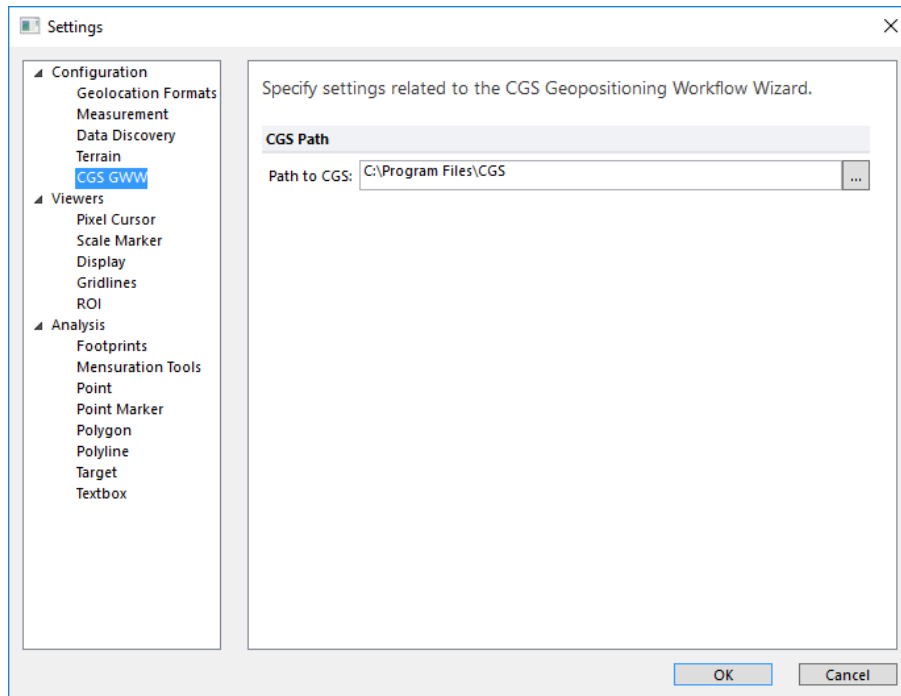 Settings
Configuration
Geolocation Formats
Measurement
Data Discovery
Terrain
CGS GWW
Viewers
Pixel Cursor
Scale Marker
Display
Gridlines
ROI
Analysis
Footprints
Mensuration Tools
Point
Point Marker
Polygon
Polyline
Target
Textbox
Specify settings related to the CGS Geopositioning Workflow Wizard.
CGS Path
Path to CGS: C:\Program Files\CGS ...
OK Cancel